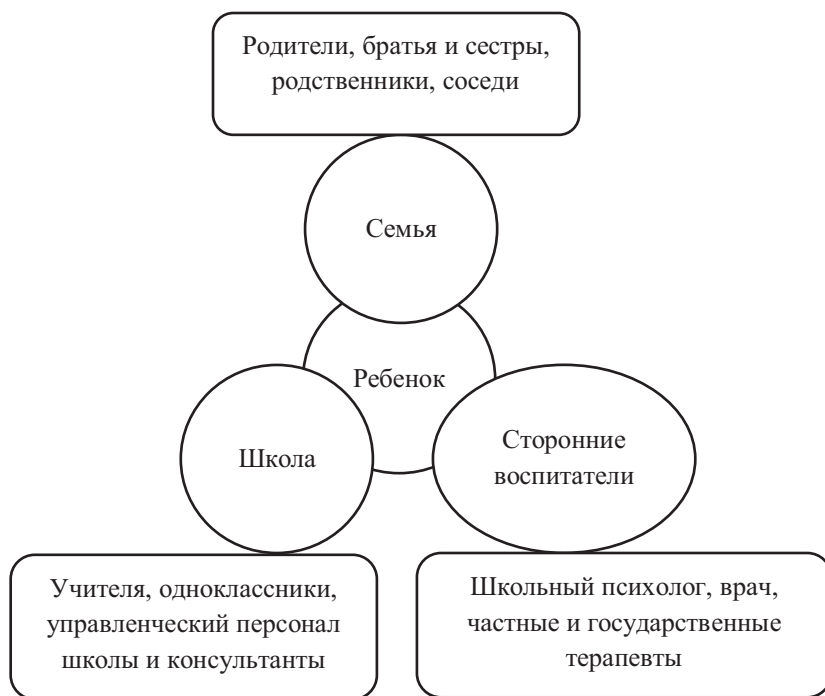 Родители, братья и сестры,
родственники, соседи
Семья
Ребенок
Школа
Сторонние
воспитатели
Учителя, одноклассники,
управленческий персонал
школы и консультанты
Школьный психолог, врач,
частные и государственные
терапевты